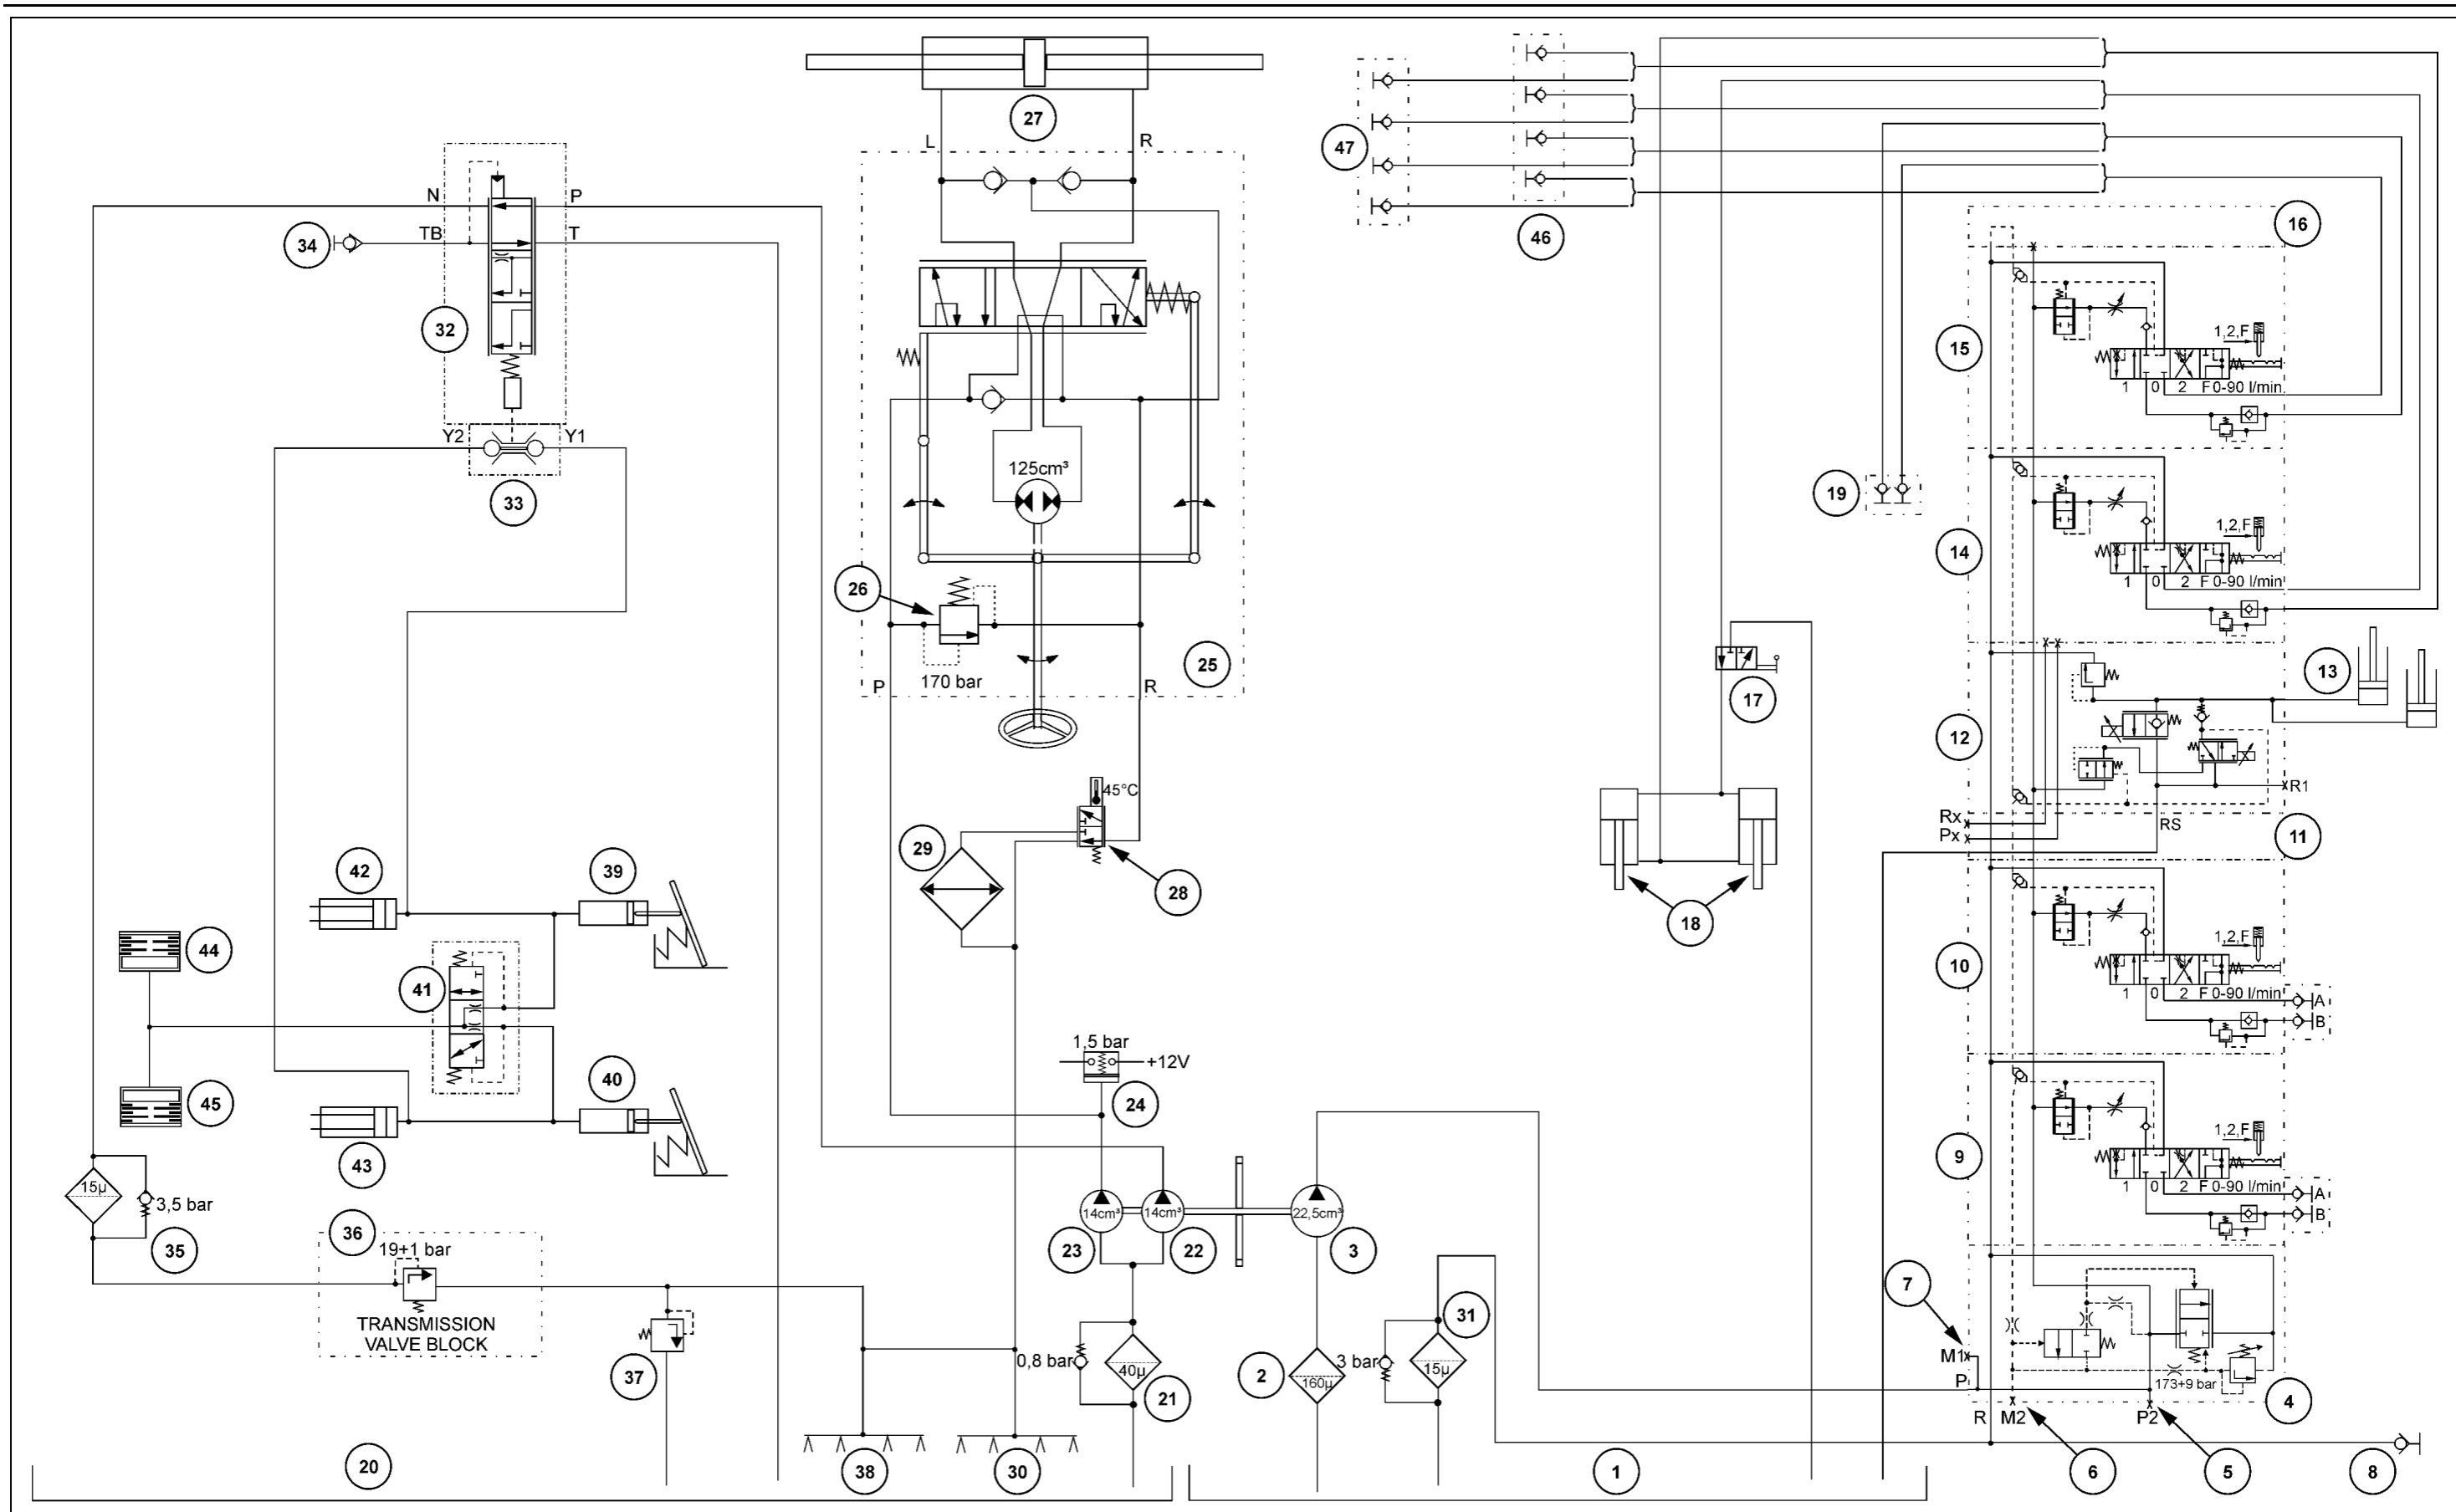 27
L
R
47
46
16
N
P
TB
T
34
32
1,2,F
15
1 0 2 F 0-90 l/min
Y2
Y1
33
125cm³
19
1,2,F
14
1 0 2 F 0-90 l/min
26
25
P
170 bar
R
17
13
12
45°C
R1
Rx
Px
RS
11
29
28
42
39
18
44
41
1,2,F
10
1 0 2 F 0-90 l/min
A
B
1,5 bar
+12V
24
40
45
43
1,2,F
9
1 0 2 F 0-90 l/min
A
B
15µ
3,5 bar
35
14cm³
14cm³
22,5cm³
23
22
3
36
19+1 bar
TRANSMISSION
VALVE BLOCK
37
7
31
0,8 bar
40µ
21
2
160µ
3 bar
15µ
M1
P
173+9 bar
4
R
M2
P2
20
38
30
1
6
5
8